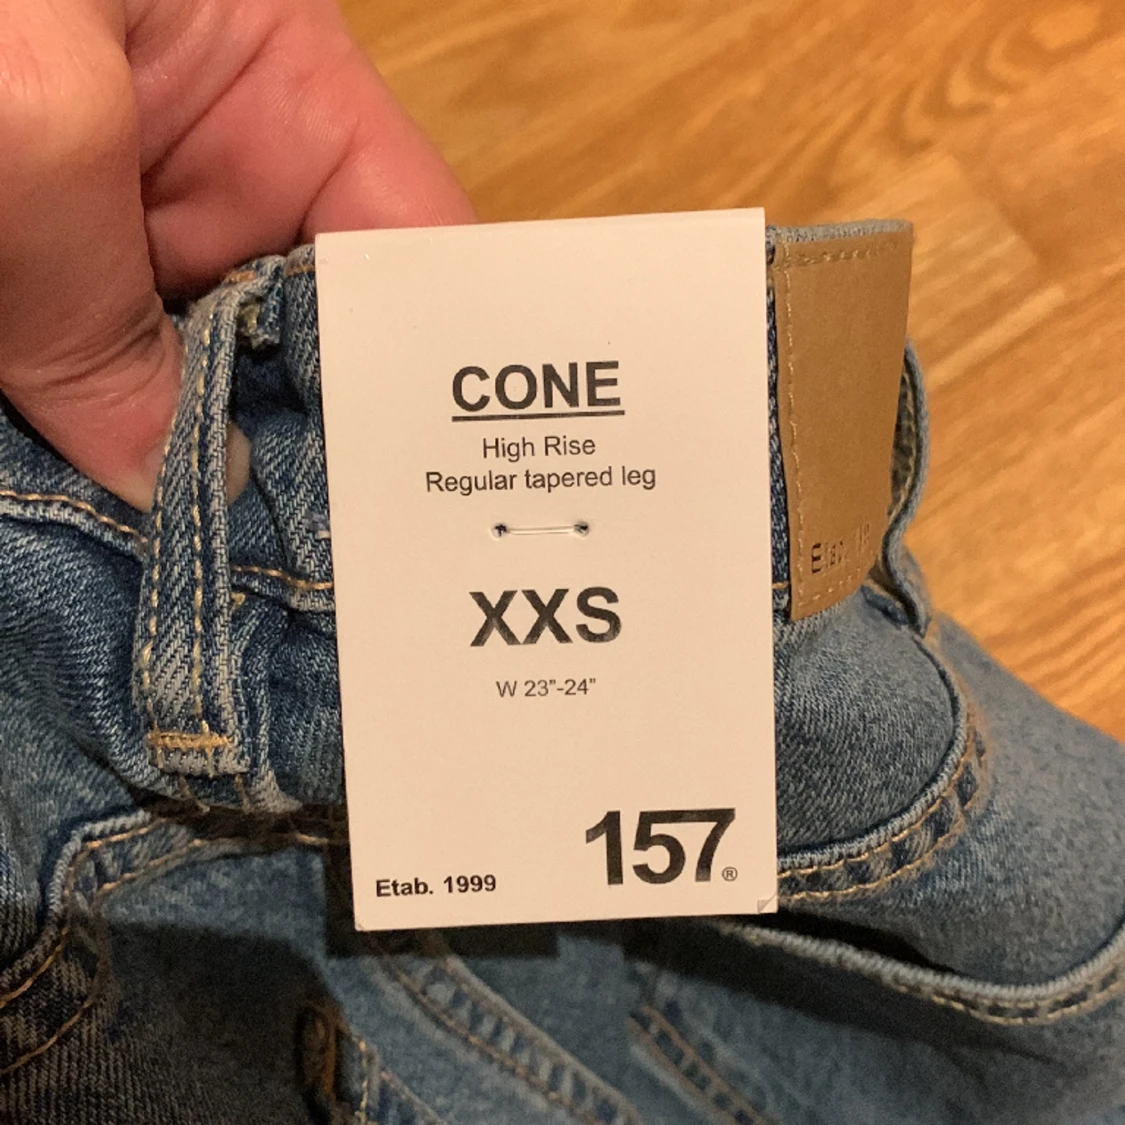 CONE
High Rise
Regular tapered leg
XXS
W 23”-24”
157®
Etab. 1999